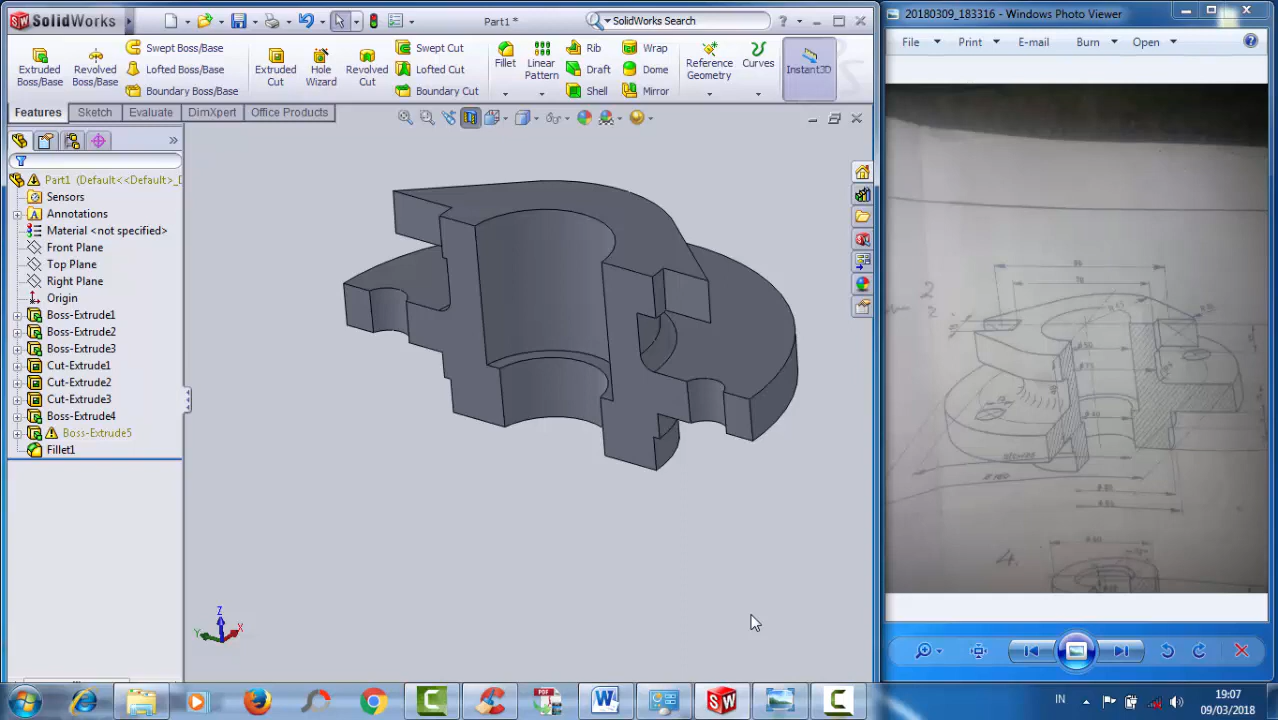 SolidWorks
Part1 *
SolidWorks Search
Extruded Boss/Base
Revolved Boss/Base
Swept Boss/Base
Lofted Boss/Base
Boundary Boss/Base
Extruded Cut
Hole Wizard
Revolved Cut
Swept Cut
Lofted Cut
Boundary Cut
Fillet
Linear Pattern
Rib
Draft
Shell
Wrap
Dome
Mirror
Reference Geometry
Curves
Instant3D
Features
Sketch
Evaluate
DimXpert
Office Products
Part1 (Default<<Default>_D
Sensors
Annotations
Material <not specified>
Front Plane
Top Plane
Right Plane
Origin
Boss-Extrude1
Boss-Extrude2
Boss-Extrude3
Cut-Extrude1
Cut-Extrude2
Cut-Extrude3
Boss-Extrude4
Boss-Extrude5
Fillet1
Z
Y
X
20180309_183316 - Windows Photo Viewer
File
Print
E-mail
Burn
Open
2
2
4.
IN
19:07
09/03/2018